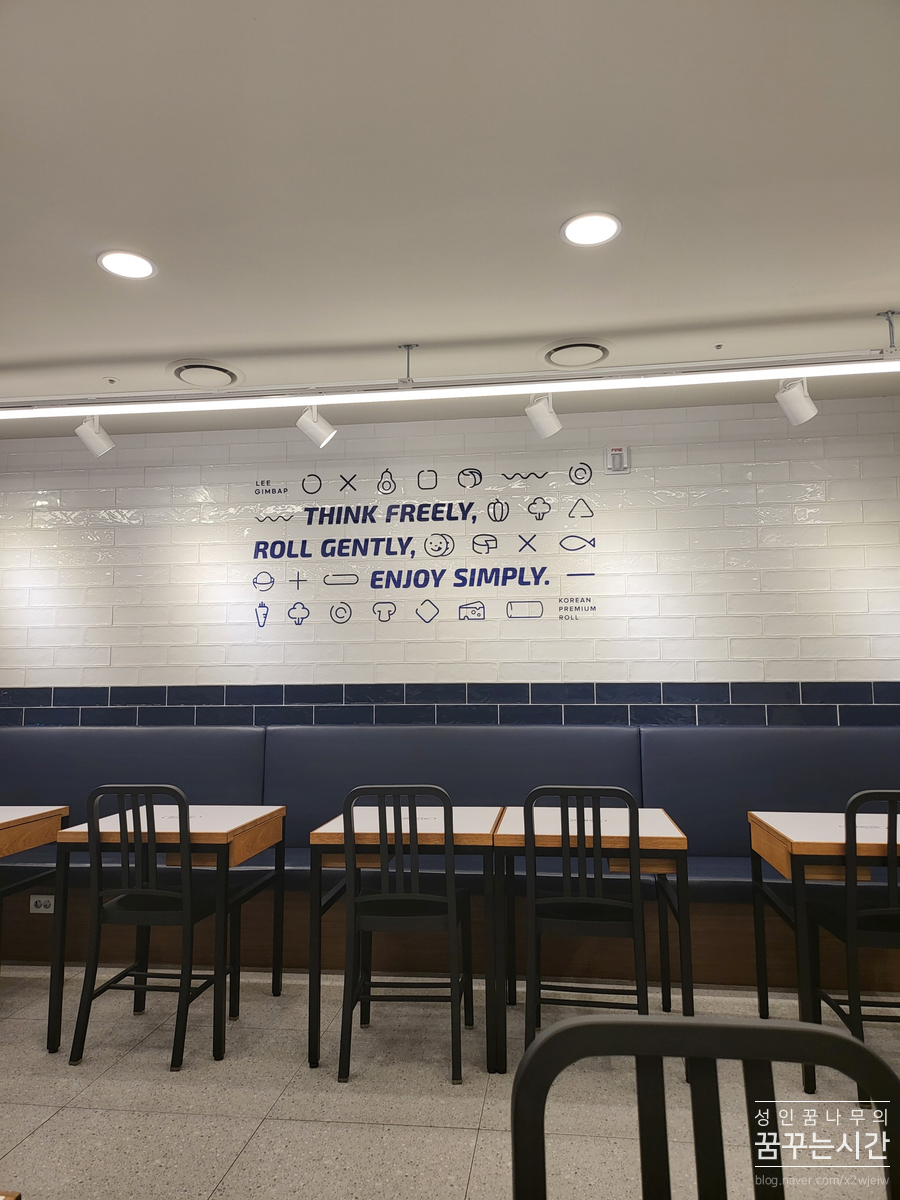 LEE
GIMBAP
THINK FREELY,
ROLL GENTLY,
ENJOY SIMPLY.
KOREAN
PREMIUM
ROLL
FIRE
성인꿈나무의
꿈꾸는시간
blog.naver.com/x2wjeiw